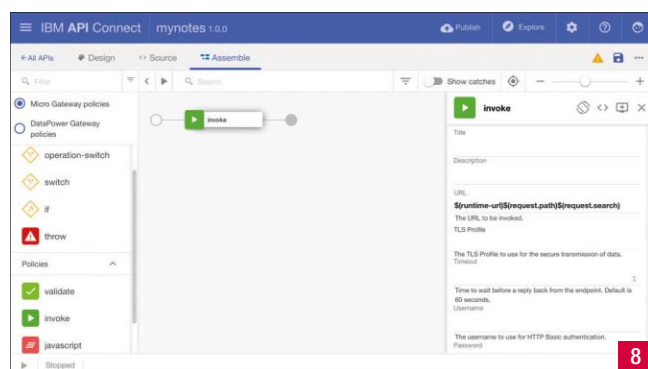 IBM API Connect mynotes 1.0.0 Publish Explore
All APIs Design Source Assemble
Filter Search Show catches
Micro Gateway policies
DataPower Gateway
policies
operation-switch
switch
if
throw
Policies
validate
invoke
javascript
Stopped
invoke
invoke
Title
Description
URL
$(runtime-url)$(request.path)$(request.search)
The URL to be invoked.
TLS Profile
The TLS Profile to use for the secure transmission of data.
Timeout
Time to wait before a reply back from the endpoint. Default is
60 seconds.
Username
The username to use for HTTP Basic authentication.
Password
8